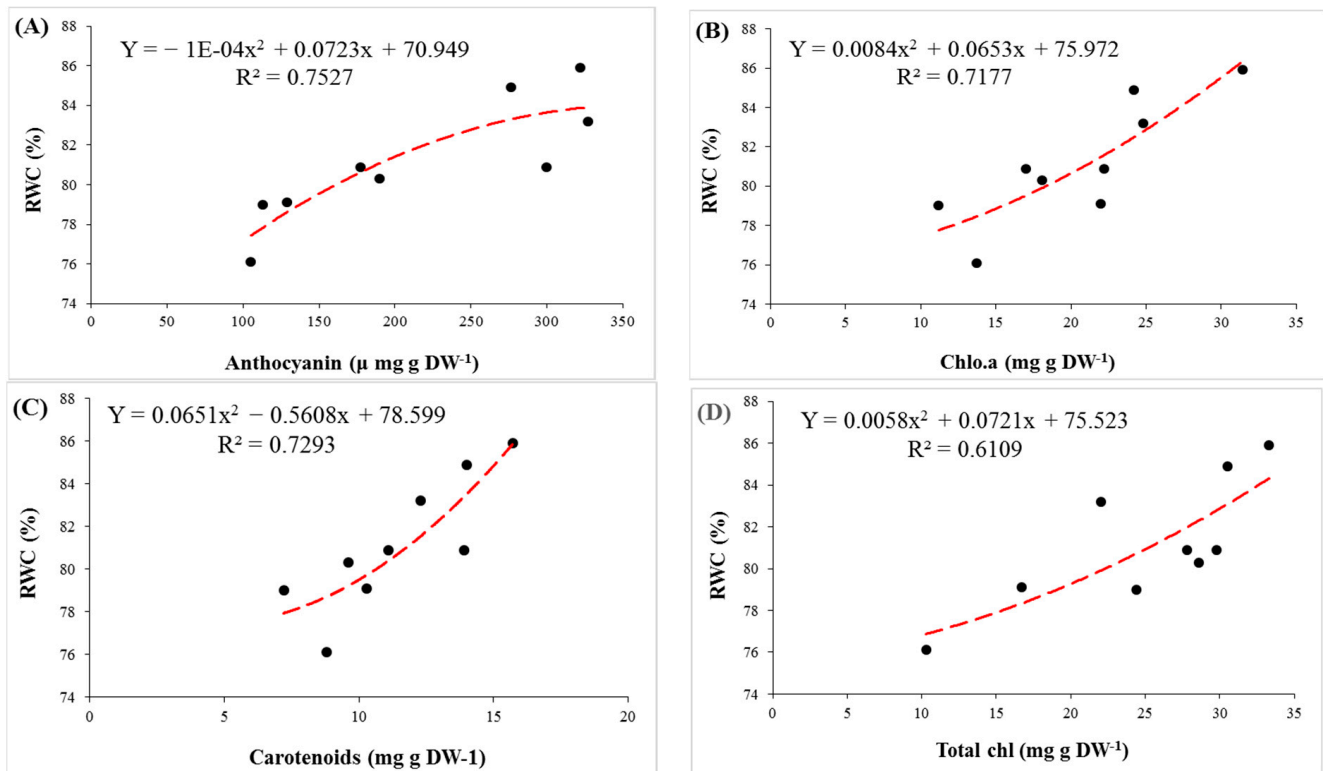 (A)
Y = − 1E-04x² + 0.0723x + 70.949
R² = 0.7527
88
86
84
82
80
78
76
74
RWC (%)
0 50 100 150 200 250 300 350
Anthocyanin (µ mg g DW⁻¹)
(B)
Y = 0.0084x² + 0.0653x + 75.972
R² = 0.7177
88
86
84
82
80
78
76
74
RWC (%)
0 5 10 15 20 25 30 35
Chlo.a (mg g DW⁻¹)
(C)
Y = 0.0651x² − 0.5608x + 78.599
R² = 0.7293
88
86
84
82
80
78
76
74
RWC (%)
0 5 10 15 20
Carotenoids (mg g DW-1)
(D)
Y = 0.0058x² + 0.0721x + 75.523
R² = 0.6109
88
86
84
82
80
78
76
74
RWC (%)
0 5 10 15 20 25 30 35
Total chl (mg g DW⁻¹)